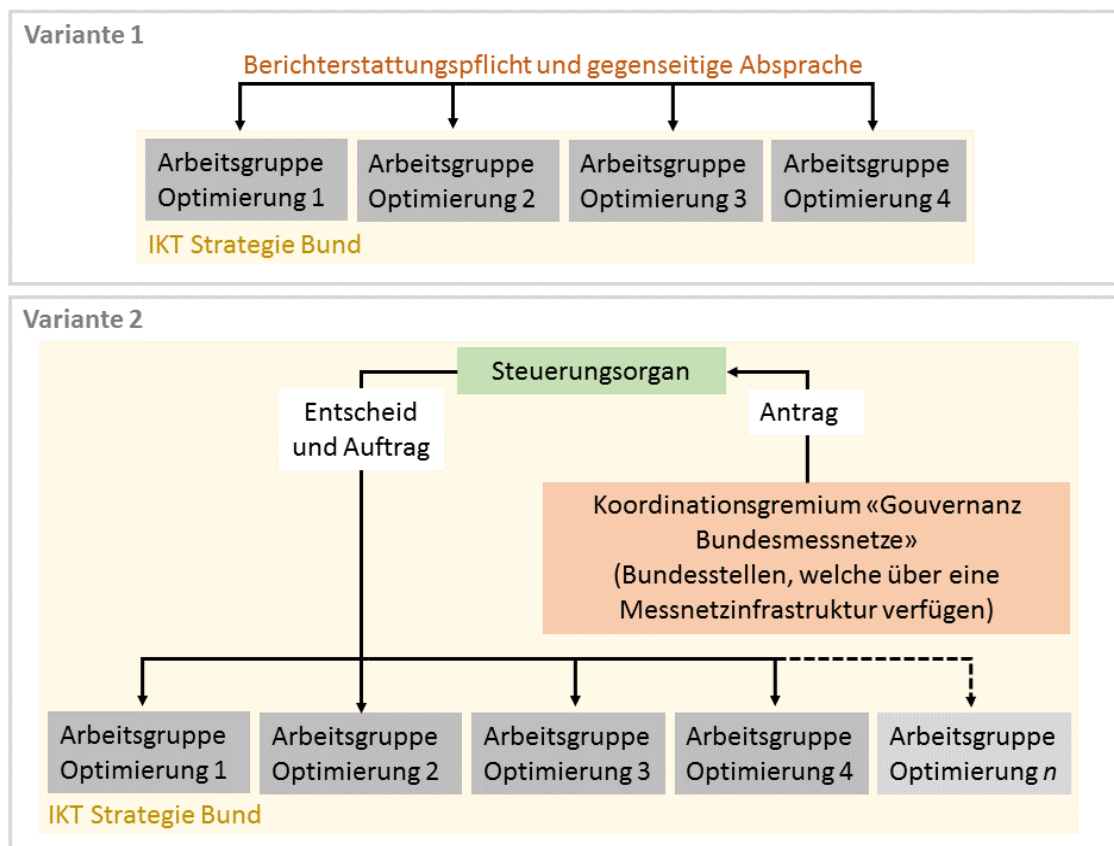 Variante 1
Berichterstattungspflicht und gegenseitige Absprache
Arbeitsgruppe
Optimierung 1
Arbeitsgruppe
Optimierung 2
Arbeitsgruppe
Optimierung 3
Arbeitsgruppe
Optimierung 4
IKT Strategie Bund
Variante 2
Steuerungsorgan
Entscheid
und Auftrag
Antrag
Koordinationsgremium «Gouvernanz
Bundesmessnetze»
(Bundesstellen, welche über eine
Messnetzinfrastruktur verfügen)
Arbeitsgruppe
Optimierung 1
Arbeitsgruppe
Optimierung 2
Arbeitsgruppe
Optimierung 3
Arbeitsgruppe
Optimierung 4
Arbeitsgruppe
Optimierung n
IKT Strategie Bund